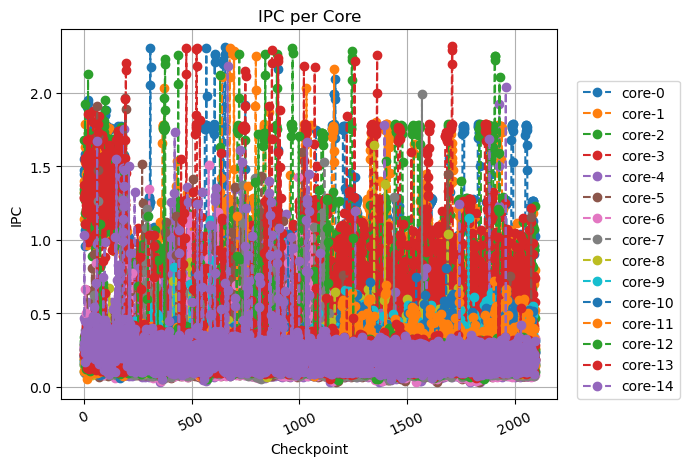 IPC per Core
IPC
2.0
1.5
1.0
0.5
0.0
0
500
1000
1500
2000
Checkpoint
core-0
core-1
core-2
core-3
core-4
core-5
core-6
core-7
core-8
core-9
core-10
core-11
core-12
core-13
core-14